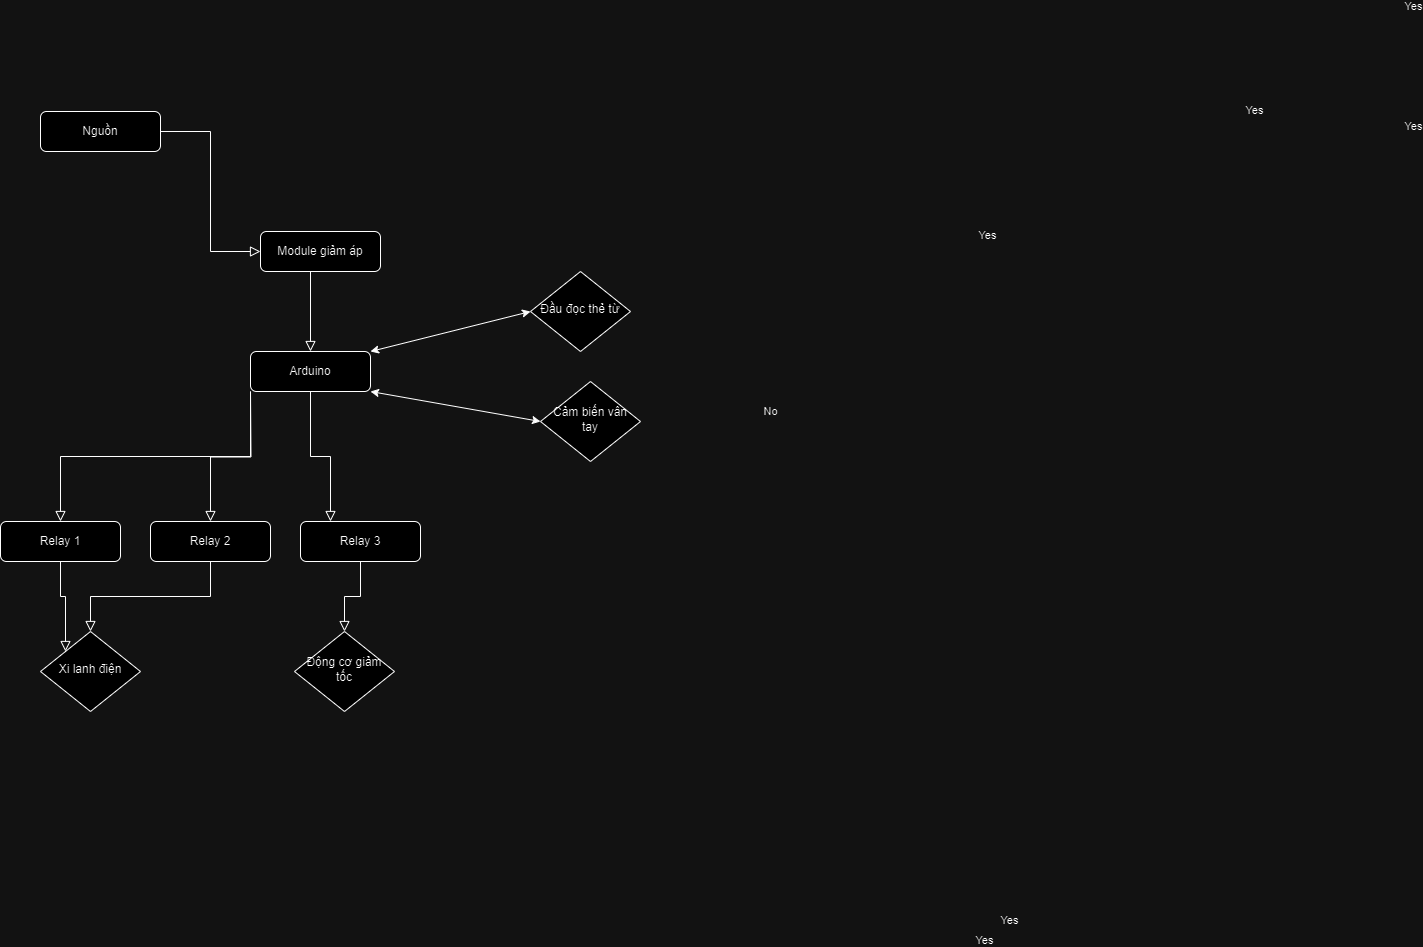 Yes
Yes
Yes
Nguồn
Yes
Module giảm áp
Đầu đọc thẻ từ
Arduino
Cảm biến vân
tay
No
Relay 1
Relay 2
Relay 3
Xi lanh điện
Động cơ giảm
tốc
Yes
Yes